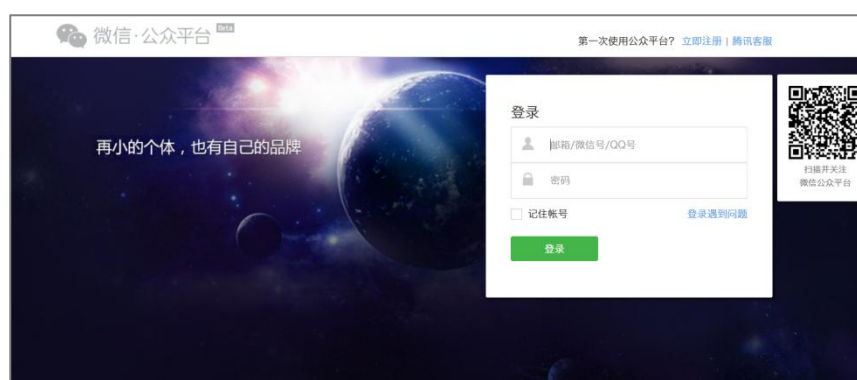 微信·公众平台 Beta
第一次使用公众平台? 立即注册 | 腾讯客服
再小的个体，也有自己的品牌
登录
邮箱/微信号/QQ号
密码
记住帐号 登录遇到问题
登录
扫描并关注
微信公众平台